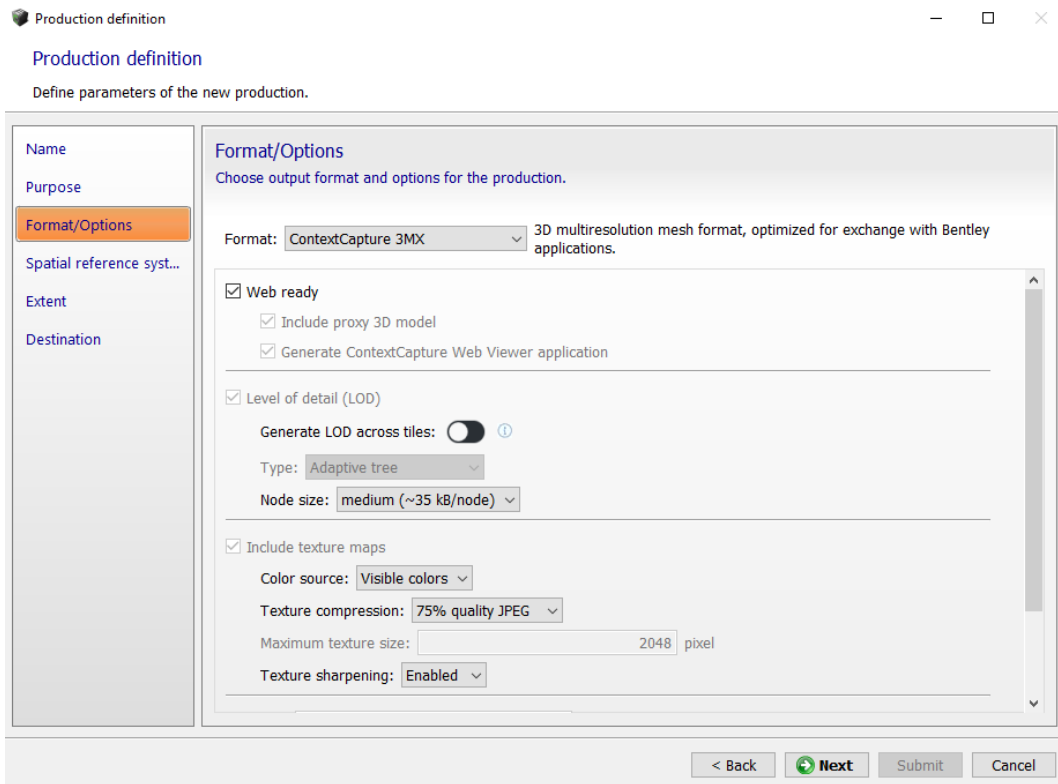 Production definition
Production definition
Define parameters of the new production.
Name
Purpose
Format/Options
Spatial reference syst...
Extent
Destination
Format/Options
Choose output format and options for the production.
Format: ContextCapture 3MX
3D multiresolution mesh format, optimized for exchange with Bentley
applications.
Web ready
Include proxy 3D model
Generate ContextCapture Web Viewer application
Level of detail (LOD)
Generate LOD across tiles:
Type: Adaptive tree
Node size: medium (~35 kB/node)
Include texture maps
Color source: Visible colors
Texture compression: 75% quality JPEG
Maximum texture size: 2048 pixel
Texture sharpening: Enabled
< Back Next Submit Cancel